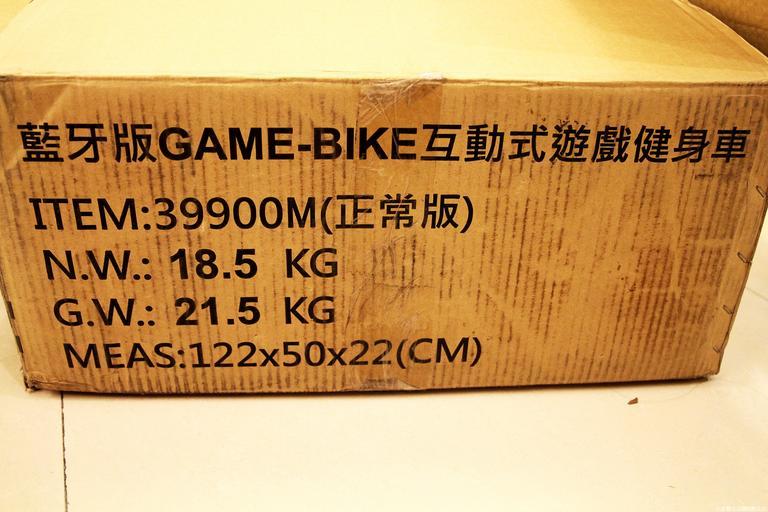 藍牙版GAME-BIKE互動式遊戲健身車
ITEM:39900M(正常版)
N.W.: 18.5 KG
G.W.: 21.5 KG
MEAS:122x50x22(CM)